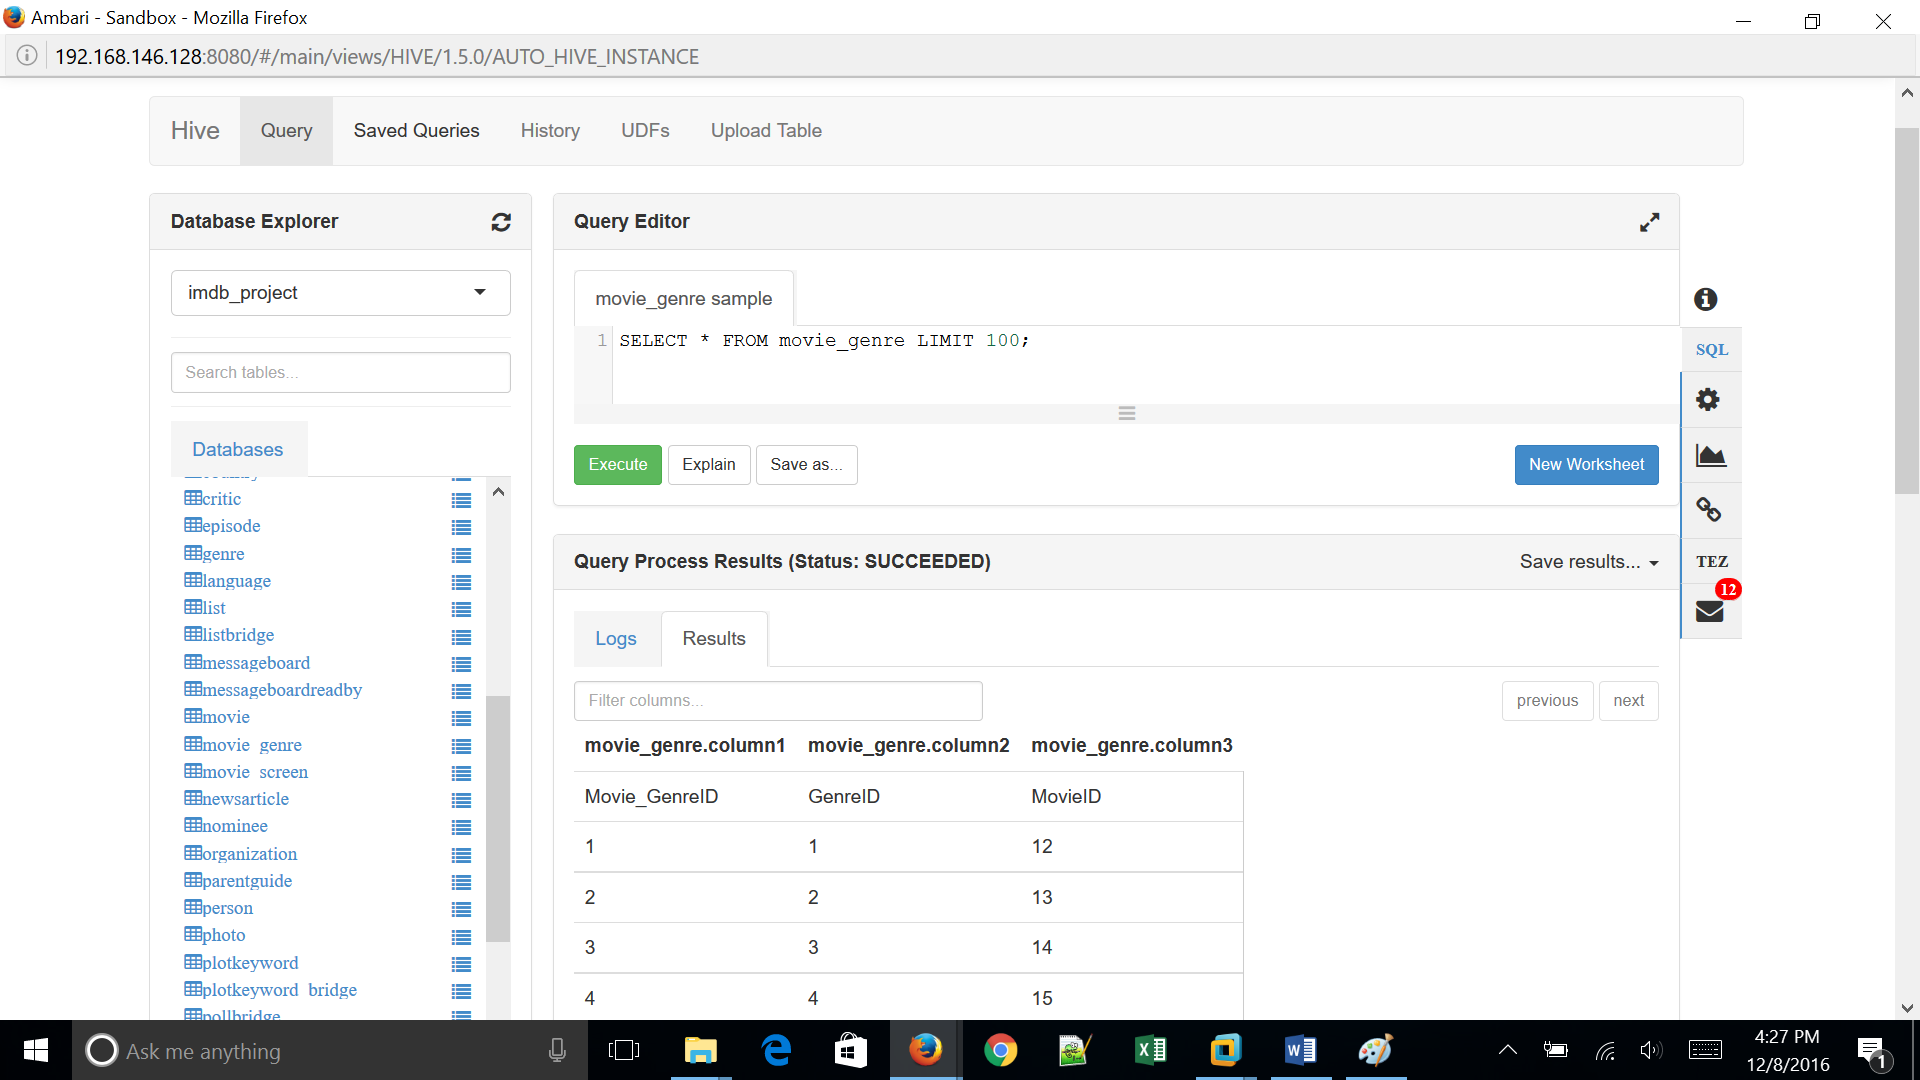 Ambari - Sandbox - Mozilla Firefox
192.168.146.128:8080/#/main/views/HIVE/1.5.0/AUTO_HIVE_INSTANCE
Hive Query Saved Queries History UDFs Upload Table
Database Explorer
imdb_project
Search tables...
Databases
critic
episode
genre
language
list
listbridge
messageboard
messageboardreadby
movie
movie_genre
movie_screen
newsarticle
nominee
organization
parentguide
person
photo
plotkeyword
plotkeyword_bridge
pollbridge
Query Editor
movie_genre sample
1 SELECT * FROM movie_genre LIMIT 100;
Execute Explain Save as... New Worksheet
Query Process Results (Status: SUCCEEDED) Save results...
Logs Results
Filter columns... previous next
movie_genre.column1 movie_genre.column2 movie_genre.column3
Movie_GenreID GenreID MovieID
1 1 12
2 2 13
3 3 14
4 4 15
SQL
TEZ
12
Ask me anything
4:27 PM
12/8/2016
1